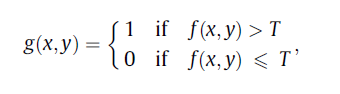 g(x,y) = { 1 if f(x,y) > T
0 if f(x,y) ⩽ T ,